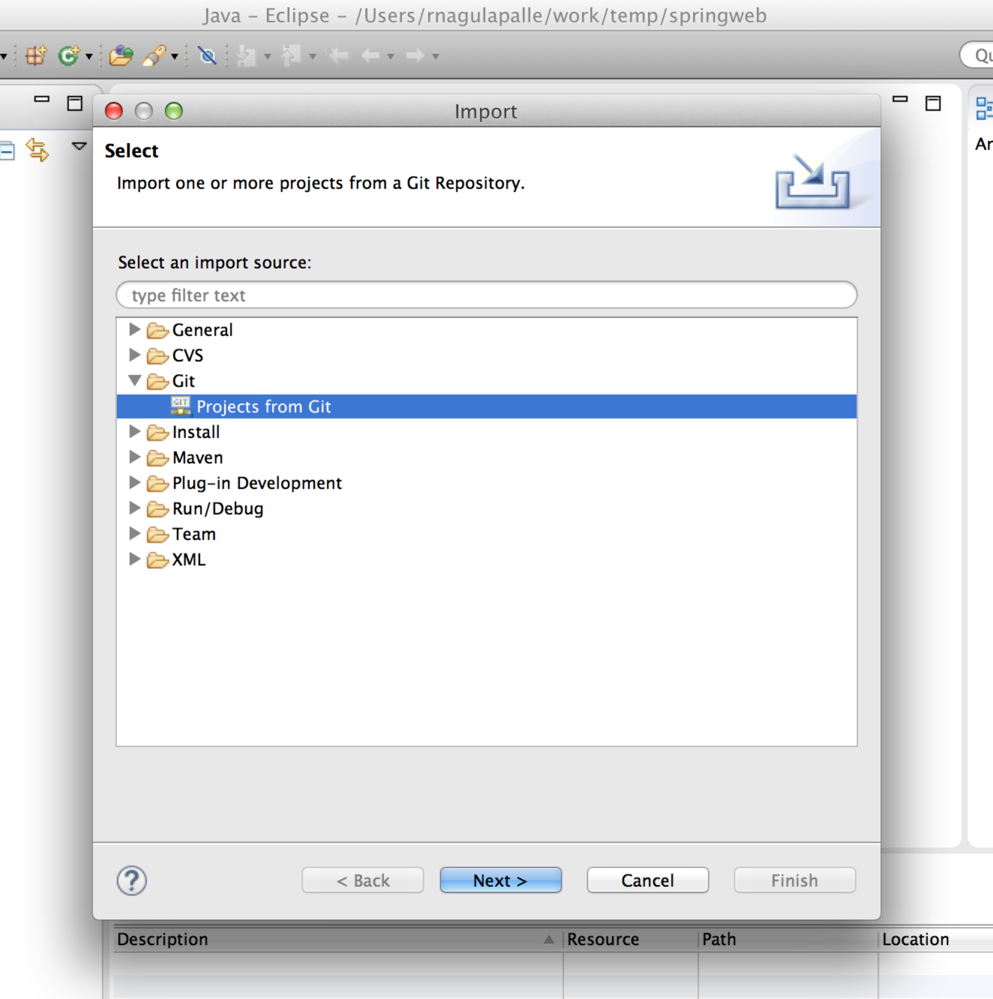 Java – Eclipse – /Users/rnagulapalle/work/temp/springweb
Import
Select
Import one or more projects from a Git Repository.
Select an import source:
type filter text
General
CVS
Git
GIT Projects from Git
Install
Maven
Plug-in Development
Run/Debug
Team
XML
? < Back Next > Cancel Finish
Description Resource Path Location